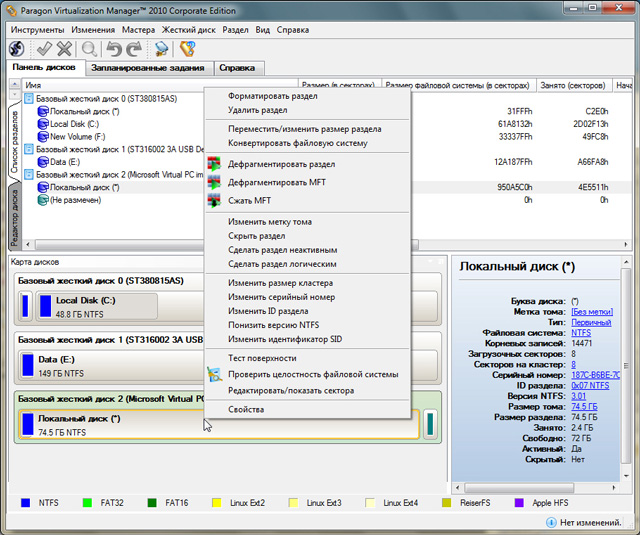 Paragon Virtualization Manager™ 2010 Corporate Edition
Инструменты Изменения Мастера Жесткий диск Раздел Вид Справка
Панель дисков Запланированные задания Справка
Имя Размер (в секторах) Размер файловой системы (в секторах) Занято (секторов) Нача
Список разделов
Редактор диска
Базовый жесткий диск 0 (ST380815AS)
Локальный диск (*) 31FFFh C2E0h
Local Disk (C:) 61A8132h 2D02F13h
New Volume (F:) 33337FFh 49FC8h
Базовый жесткий диск 1 (ST316002 3A USB De
Data (E:) 12A187FFh A66FA8h
Базовый жесткий диск 2 (Microsoft Virtual PC im
Локальный диск (*) 950A5C0h 4E5511h
(Не размечен) 0h 0h
Форматировать раздел
Удалить раздел
Переместить/изменить размер раздела
Конвертировать файловую систему
Дефрагментировать раздел
Дефрагментировать MFT
Сжать MFT
Изменить метку тома
Скрыть раздел
Сделать раздел неактивным
Сделать раздел логическим
Изменить размер кластера
Изменить серийный номер
Изменить ID раздела
Понизить версию NTFS
Изменить идентификатор SID
Тест поверхности
Проверить целостность файловой системы
Редактировать/показать сектора
Свойства
Карта дисков
Базовый жесткий диск 0 (ST380815AS)
Local Disk (C:)
48.8 ГБ NTFS
Базовый жесткий диск 1 (ST316002 3A USB
Data (E:)
149 ГБ NTFS
Базовый жесткий диск 2 (Microsoft Virtual PC
Локальный диск (*)
74.5 ГБ NTFS
Локальный диск (*)
Буква диска: (*)
Метка тома: [Без метки]
Тип: Первичный
Файловая система: NTFS
Корневых записей: 14471
Загрузочных секторов: 8
Секторов на кластер: 8
Серийный номер: 187C-B6BE-7C
ID раздела: 0x07 NTFS
Версия NTFS: 3.01
Размер тома: 74.5 ГБ
Размер раздела: 74.5 ГБ
Занято: 2.4 ГБ
Свободно: 72 ГБ
Активный: Да
Скрытый: Нет
NTFS FAT32 FAT16 Linux Ext2 Linux Ext3 Linux Ext4 ReiserFS Apple HFS
Нет изменений.